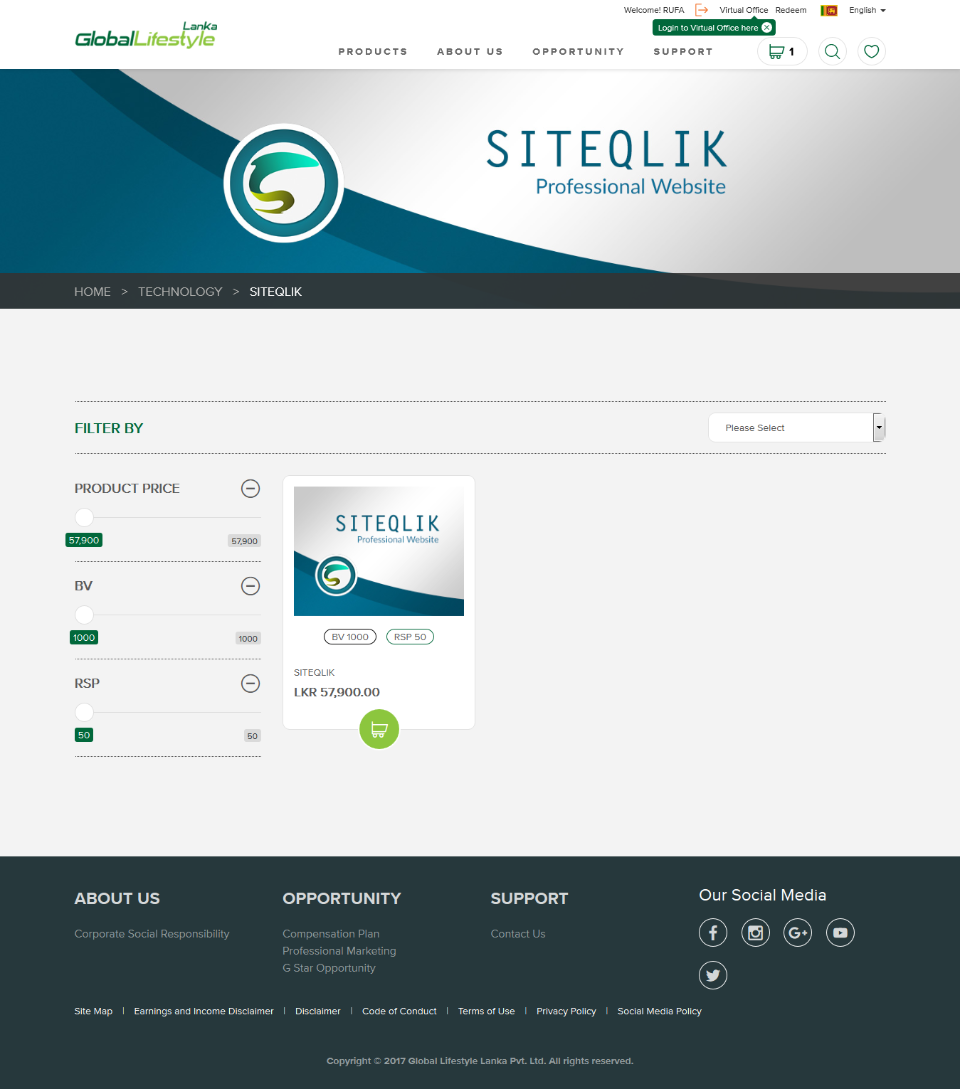 Welcome! RUFA Virtual Office Redeem English
Login to Virtual Office here
Lanka
GlobalLifestyle
PRODUCTS ABOUT US OPPORTUNITY SUPPORT 1
SITEQLIK
Professional Website
HOME > TECHNOLOGY > SITEQLIK
FILTER BY Please Select
PRODUCT PRICE
57,900 57,900
BV
1000 1000
RSP
50 50
SITEQLIK
Professional Website
BV 1000 RSP 50
SITEQLIK
LKR 57,900.00
ABOUT US
Corporate Social Responsibility
OPPORTUNITY
Compensation Plan
Professional Marketing
G Star Opportunity
SUPPORT
Contact Us
Our Social Media
G+
Site Map | Earnings and Income Disclaimer | Disclaimer | Code of Conduct | Terms of Use | Privacy Policy | Social Media Policy
Copyright © 2017 Global Lifestyle Lanka Pvt. Ltd. All rights reserved.